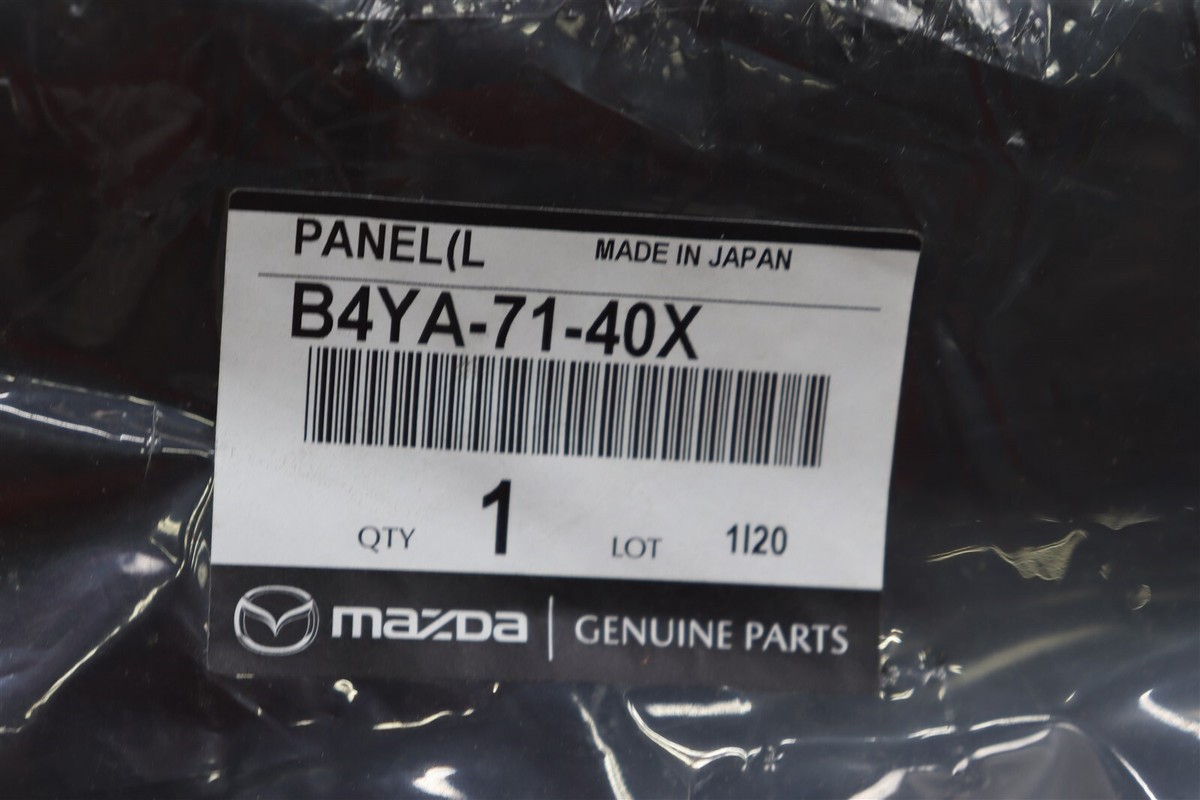 PANEL(L MADE IN JAPAN
B4YA-71-40X
QTY 1 LOT 1I20
mazda GENUINE PARTS